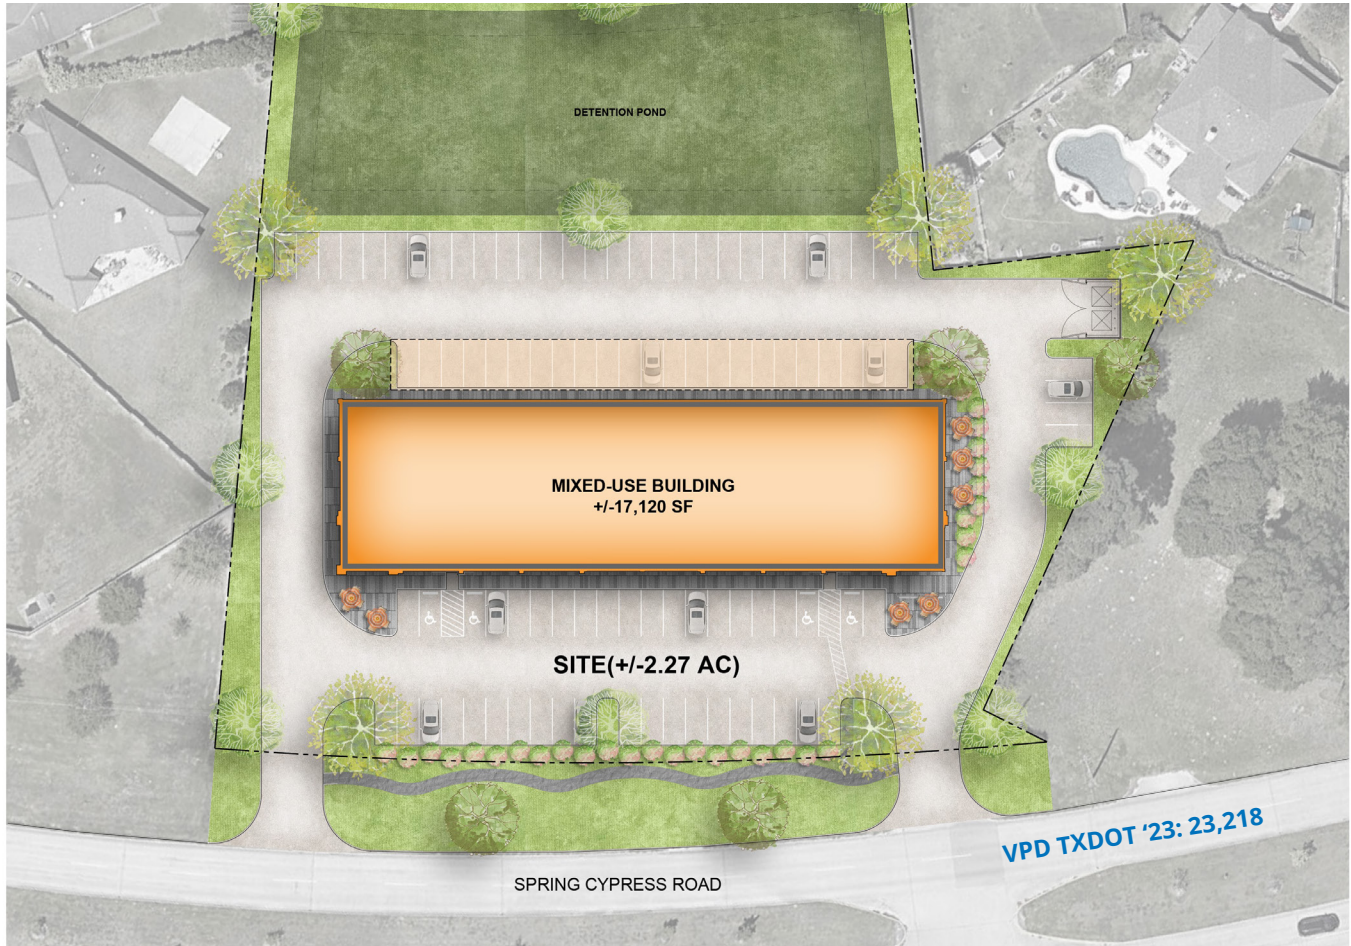 DETENTION POND
MIXED-USE BUILDING
+/-17,120 SF
SITE(+/-2.27 AC)
VPD TXDOT ‘23: 23,218
SPRING CYPRESS ROAD